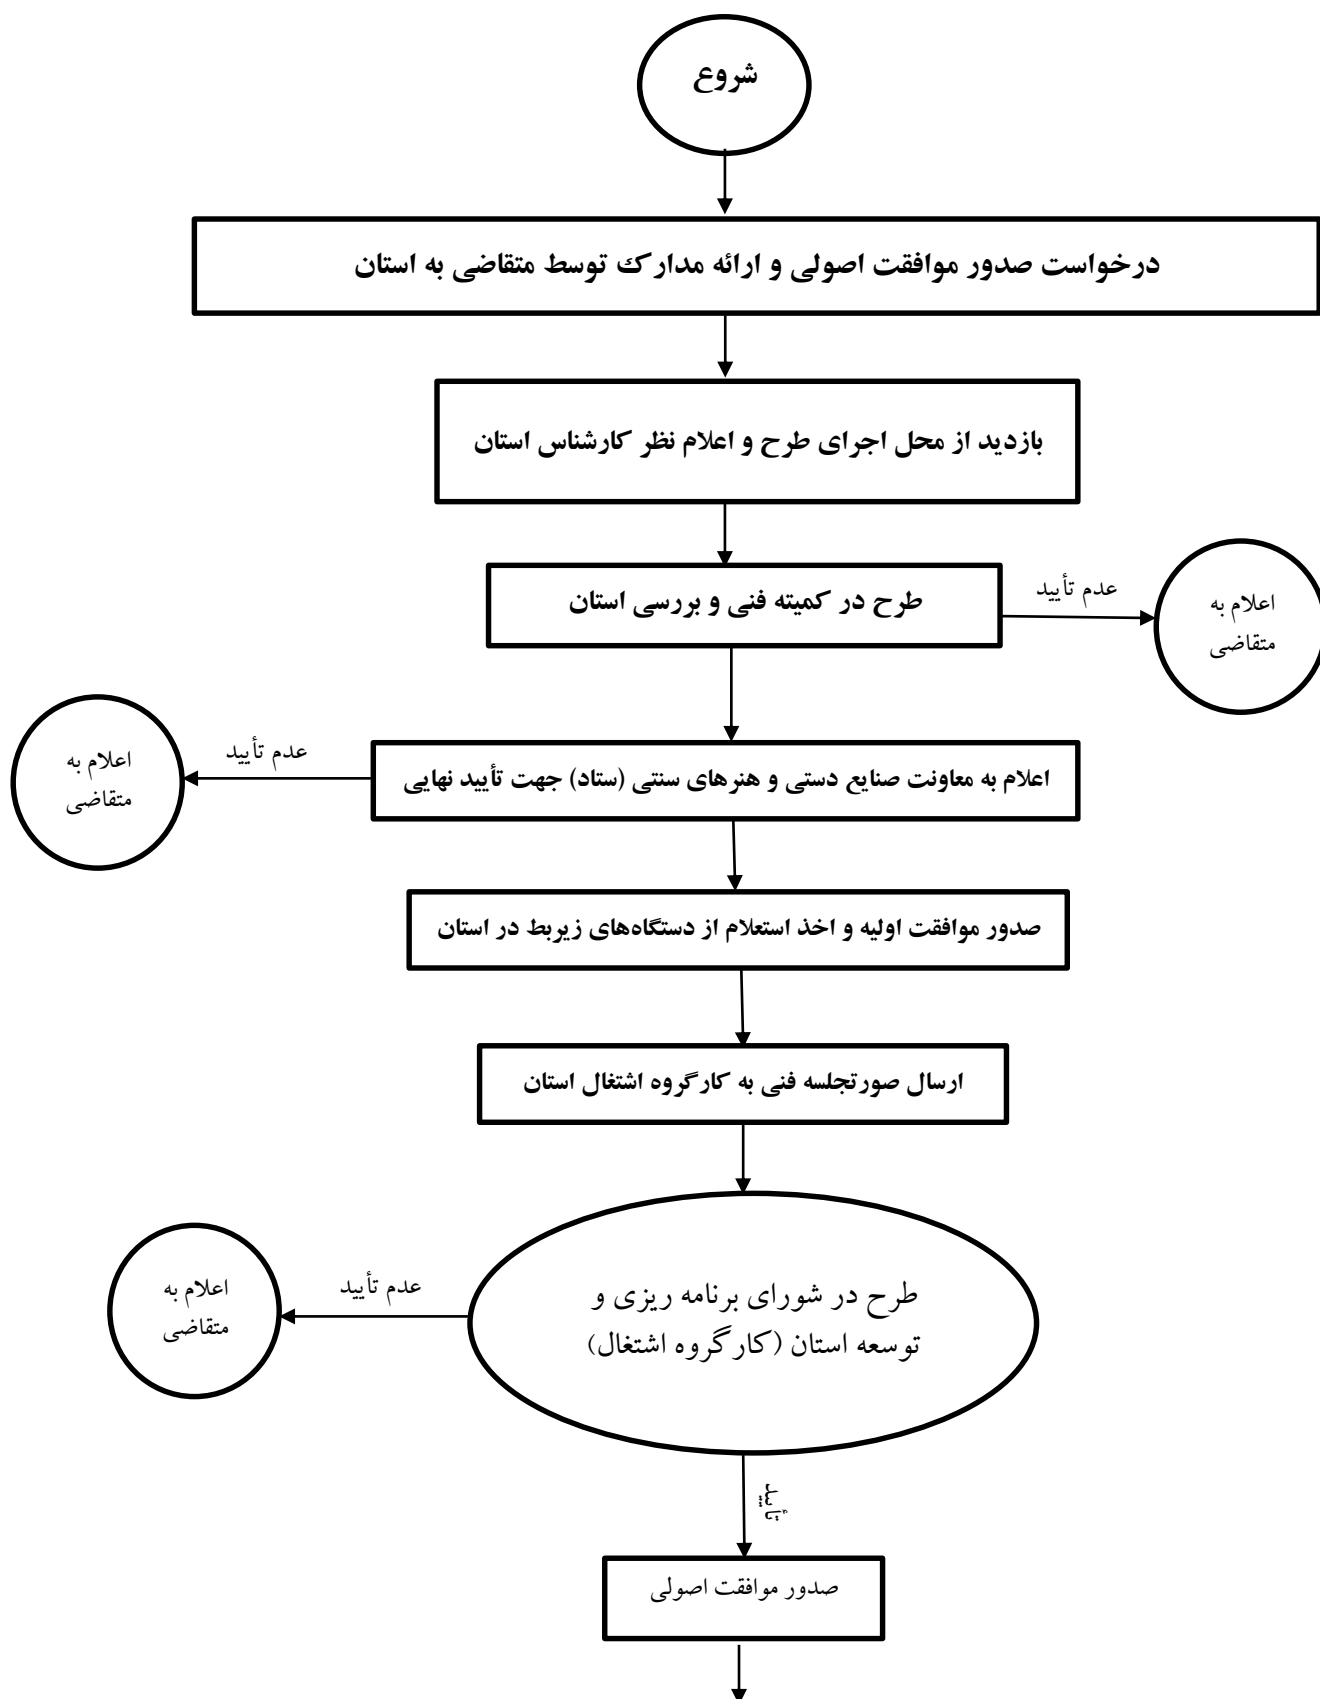 شروع
درخواست صدور موافقت اصولی و ارائه مدارک توسط متقاضی به استان
بازدید از محل اجرای طرح و اعلام نظر کارشناس استان
طرح در کمیته فنی و بررسی استان
عدم تأیید
اعلام به
متقاضی
اعلام به معاونت صنایع دستی و هنرهای سنتی (ستاد) جهت تأیید نهایی
عدم تأیید
اعلام به
متقاضی
صدور موافقت اولیه و اخذ استعلام از دستگاه‌های زیربط در استان
ارسال صورتجلسه فنی به کارگروه اشتغال استان
طرح در شورای برنامه ریزی و
توسعه استان (کارگروه اشتغال)
عدم تأیید
اعلام به
متقاضی
تأیید
صدور موافقت اصولی